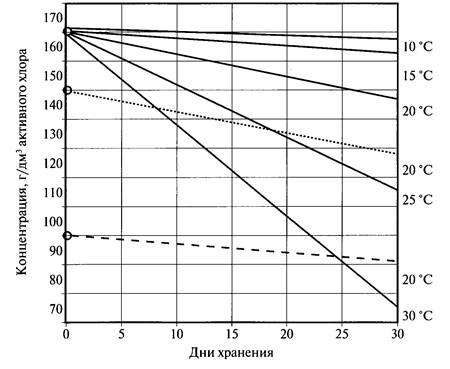 Концентрация, г/дм³ активного хлора
170
160
150
140
130
120
110
100
90
80
70
0
5
10
15
20
25
30
Дни хранения
10 °C
15 °C
20 °C
20 °C
25 °C
20 °C
30 °C